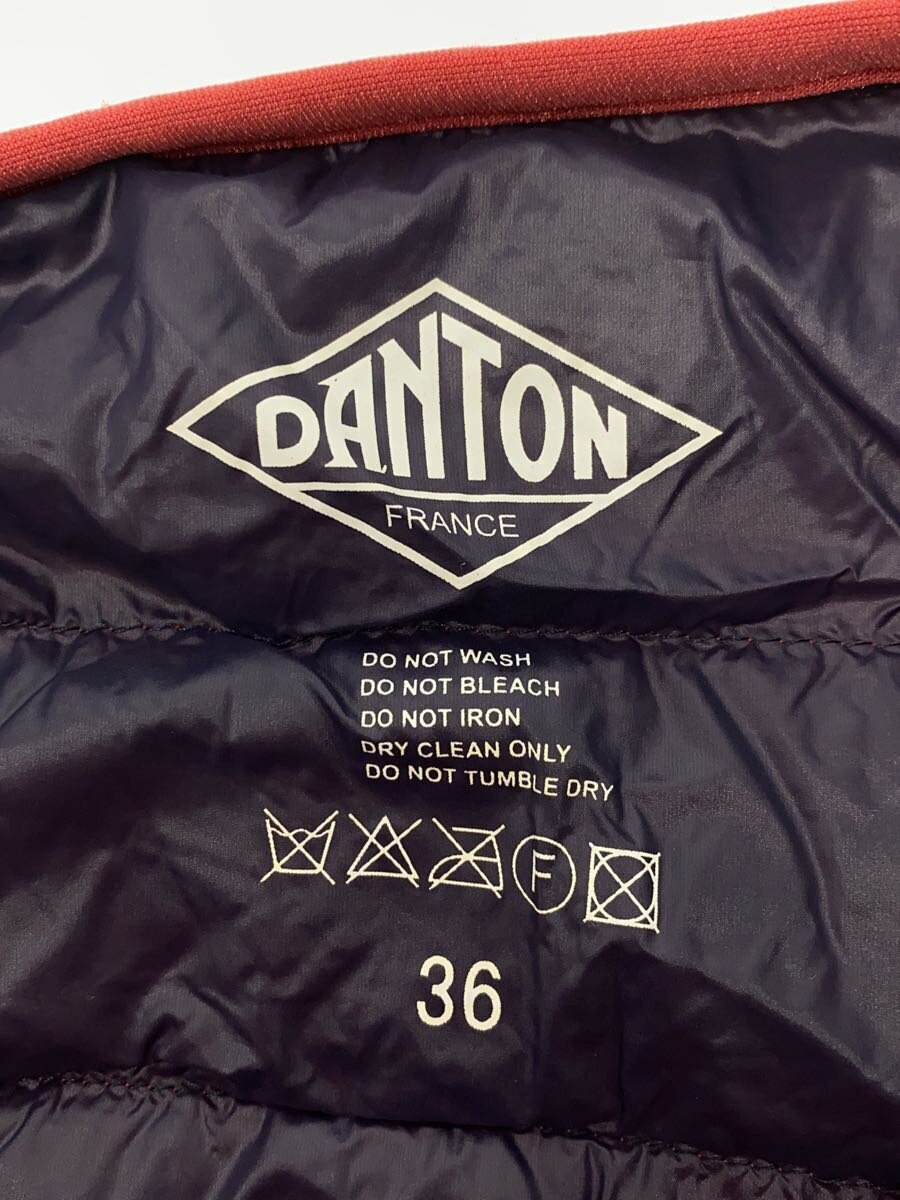 DANTON
FRANCE
DO NOT WASH
DO NOT BLEACH
DO NOT IRON
DRY CLEAN ONLY
DO NOT TUMBLE DRY
F
36